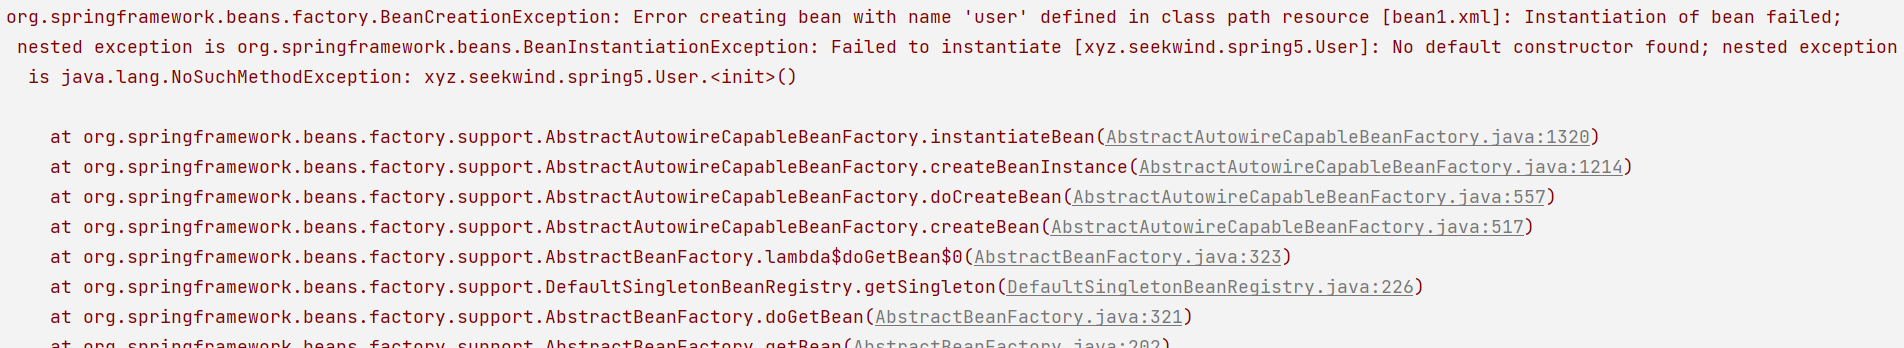 org.springframework.beans.factory.BeanCreationException: Error creating bean with name 'user' defined in class path resource [bean1.xml]: Instantiation of bean failed;
nested exception is org.springframework.beans.BeanInstantiationException: Failed to instantiate [xyz.seekwind.spring5.User]: No default constructor found; nested exception
is java.lang.NoSuchMethodException: xyz.seekwind.spring5.User.<init>()
at org.springframework.beans.factory.support.AbstractAutowireCapableBeanFactory.instantiateBean(AbstractAutowireCapableBeanFactory.java:1320)
at org.springframework.beans.factory.support.AbstractAutowireCapableBeanFactory.createBeanInstance(AbstractAutowireCapableBeanFactory.java:1214)
at org.springframework.beans.factory.support.AbstractAutowireCapableBeanFactory.doCreateBean(AbstractAutowireCapableBeanFactory.java:557)
at org.springframework.beans.factory.support.AbstractAutowireCapableBeanFactory.createBean(AbstractAutowireCapableBeanFactory.java:517)
at org.springframework.beans.factory.support.AbstractBeanFactory.lambda$doGetBean$0(AbstractBeanFactory.java:323)
at org.springframework.beans.factory.support.DefaultSingletonBeanRegistry.getSingleton(DefaultSingletonBeanRegistry.java:226)
at org.springframework.beans.factory.support.AbstractBeanFactory.doGetBean(AbstractBeanFactory.java:321)
at org.springframework.beans.factory.support.AbstractBeanFactory.getBean(AbstractBeanFactory.java:202)